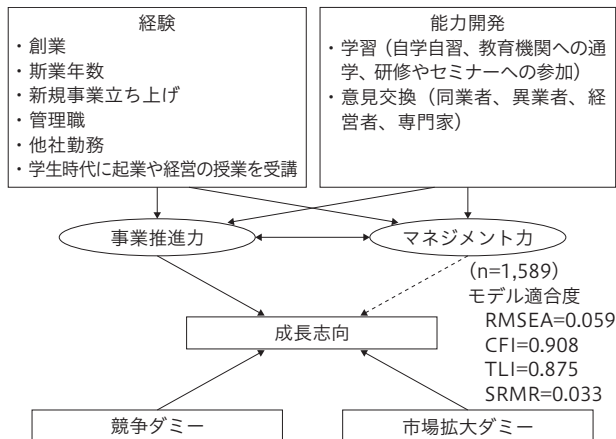 経験
・創業
・斯業年数
・新規事業立ち上げ
・管理職
・他社勤務
・学生時代に起業や経営の授業を受講
能力開発
・学習（自学自習、教育機関への通
学、研修やセミナーへの参加）
・意見交換（同業者、異業者、経
営者、専門家）
事業推進力
マネジメント力
(n=1,589)
モデル適合度
RMSEA=0.059
CFI=0.908
TLI=0.875
SRMR=0.033
成長志向
競争ダミー
市場拡大ダミー